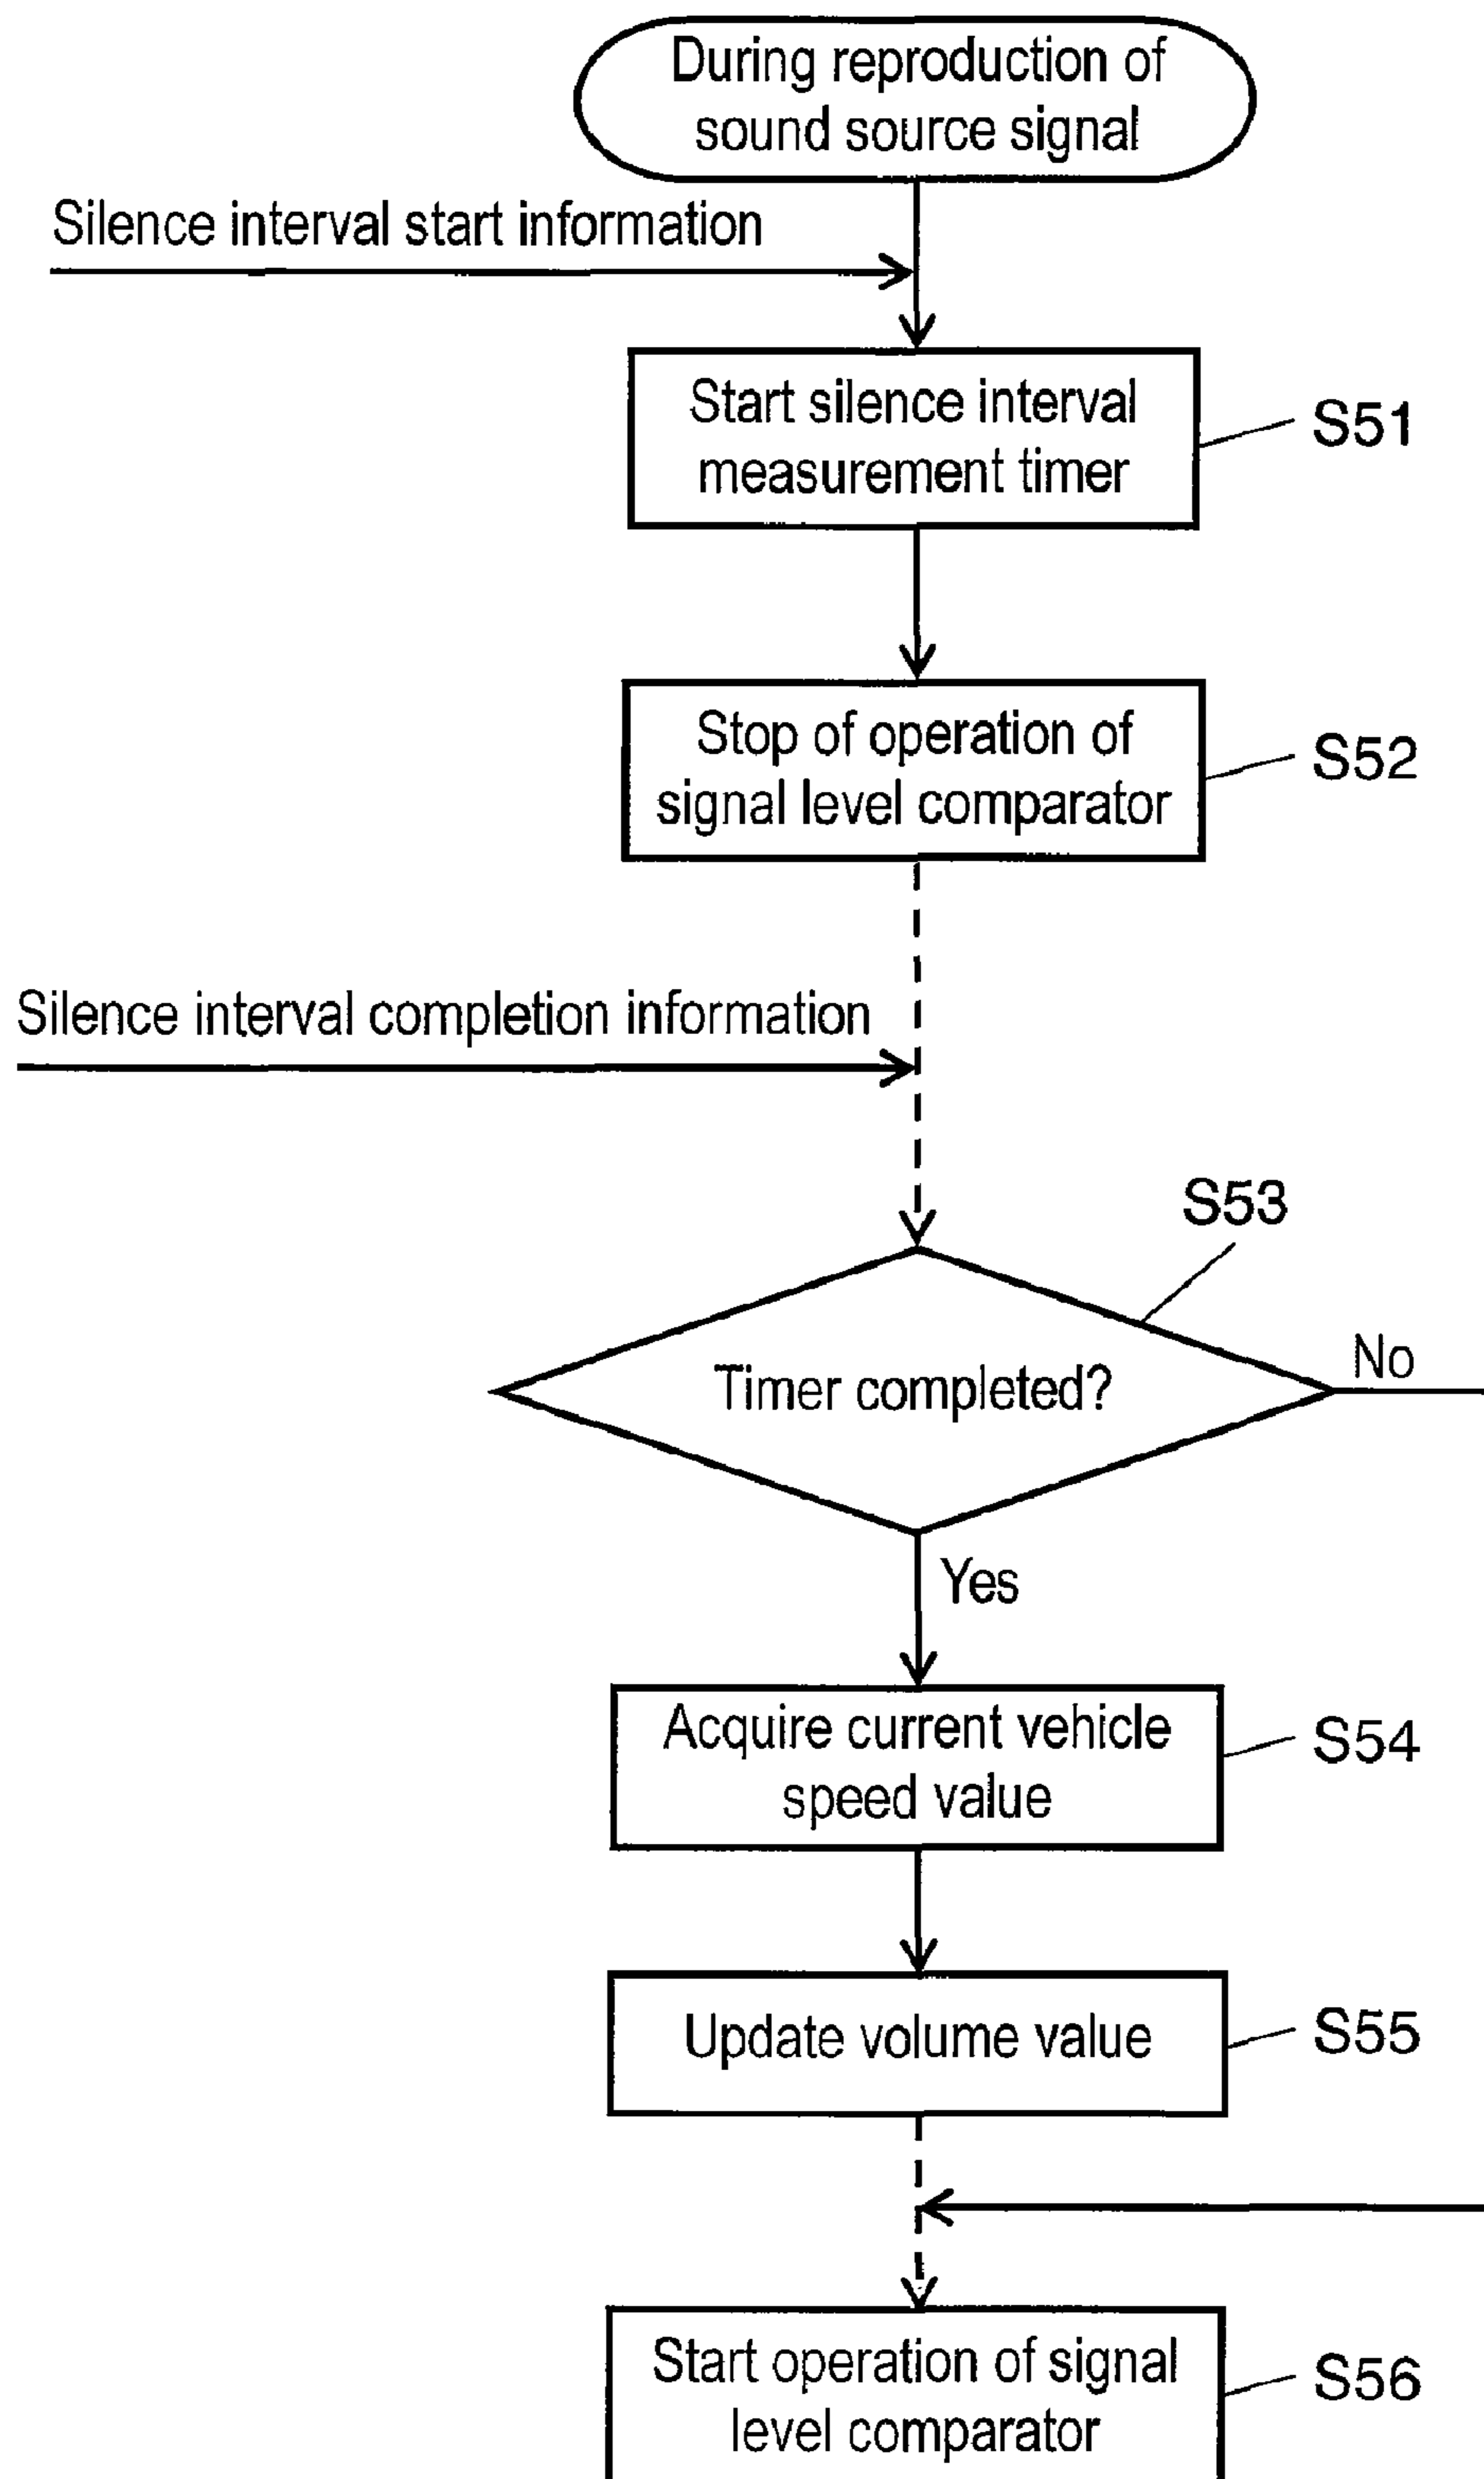 During reproduction of
sound source signal
Silence interval start information
Start silence interval
measurement timer
S51
Stop of operation of
signal level comparator
S52
Silence interval completion information
S53
Timer completed?
No
Yes
Acquire current vehicle
speed value
S54
Update volume value
S55
Start operation of signal
level comparator
S56